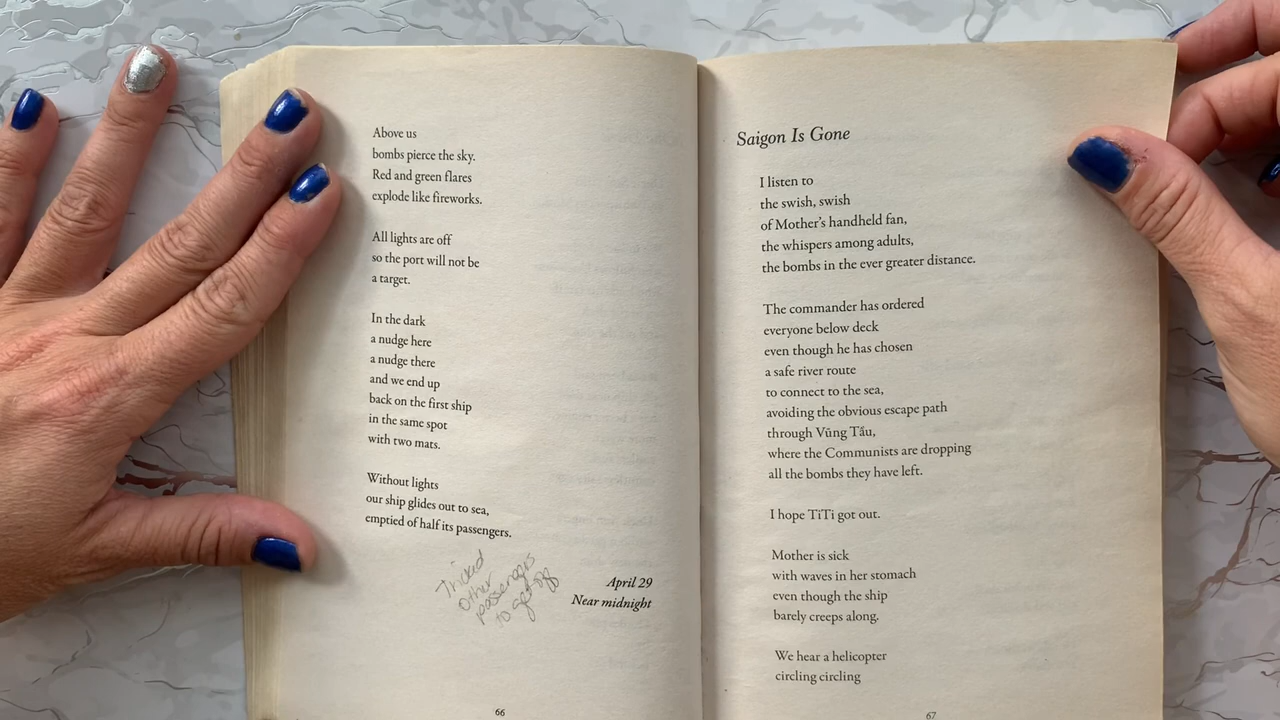 Above us
bombs pierce the sky.
Red and green flares
explode like fireworks.
All lights are off
so the port will not be
a target.
In the dark
a nudge here
a nudge there
and we end up
back on the first ship
in the same spot
with two mats.
Without lights
our ship glides out to sea,
emptied of half its passengers.
Tricked
other
passengers
to get off
April 29
Near midnight
66
Saigon Is Gone
I listen to
the swish, swish
of Mother's handheld fan,
the whispers among adults,
the bombs in the ever greater distance.
The commander has ordered
everyone below deck
even though he has chosen
a safe river route
to connect to the sea,
avoiding the obvious escape path
through Vũng Tầu,
where the Communists are dropping
all the bombs they have left.
I hope TiTi got out.
Mother is sick
with waves in her stomach
even though the ship
barely creeps along.
We hear a helicopter
circling circling
67